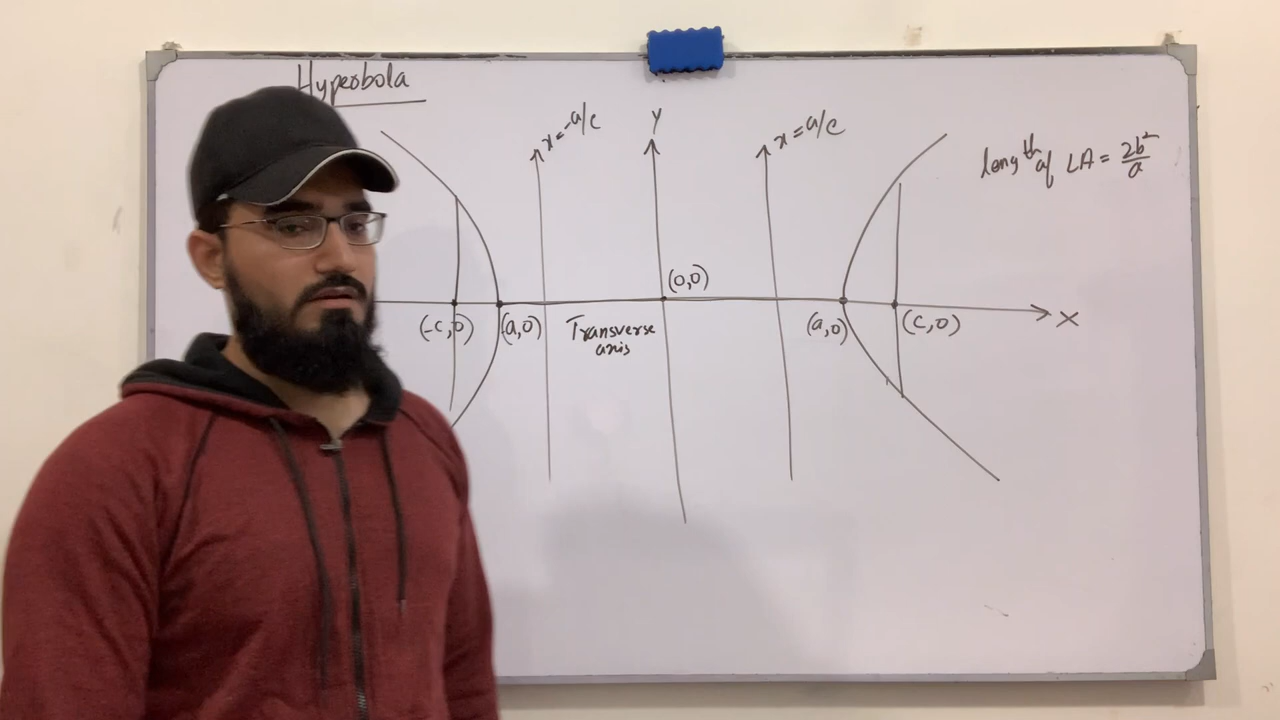 Hyperbola
x=-a/c
Y
x=a/c
length of LA = 2b²/a
(0,0)
(-c,0)
(a,0)
Transverse
axis
(a,0)
(c,0)
X